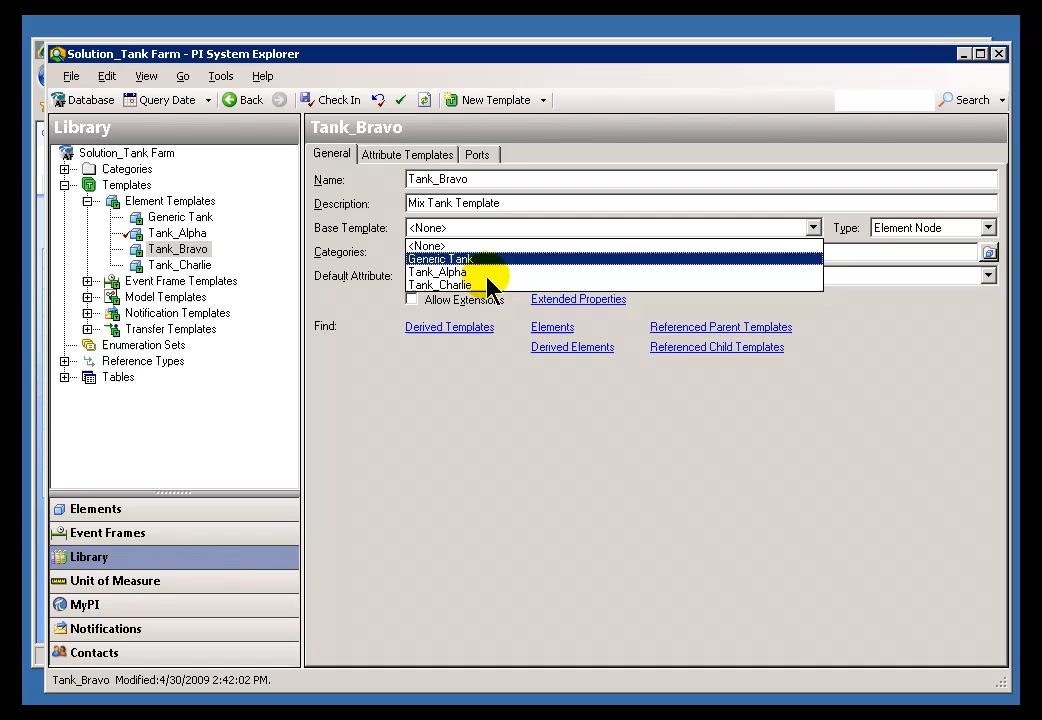 Solution_Tank Farm - PI System Explorer
File Edit View Go Tools Help
Database Query Date Back Check In New Template Search
Library
Solution_Tank Farm
Categories
Templates
Element Templates
Generic Tank
Tank_Alpha
Tank_Bravo
Tank_Charlie
Event Frame Templates
Model Templates
Notification Templates
Transfer Templates
Enumeration Sets
Reference Types
Tables
Elements
Event Frames
Library
Unit of Measure
MyPI
Notifications
Contacts
Tank_Bravo
General Attribute Templates Ports
Name: Tank_Bravo
Description: Mix Tank Template
Base Template: <None> Type: Element Node
<None>
Categories:
Generic Tank
Tank_Alpha
Default Attribute:
Tank_Charlie
Allow Extensions Extended Properties
Find: Derived Templates Elements Referenced Parent Templates
Derived Elements Referenced Child Templates
Tank_Bravo Modified:4/30/2009 2:42:02 PM.